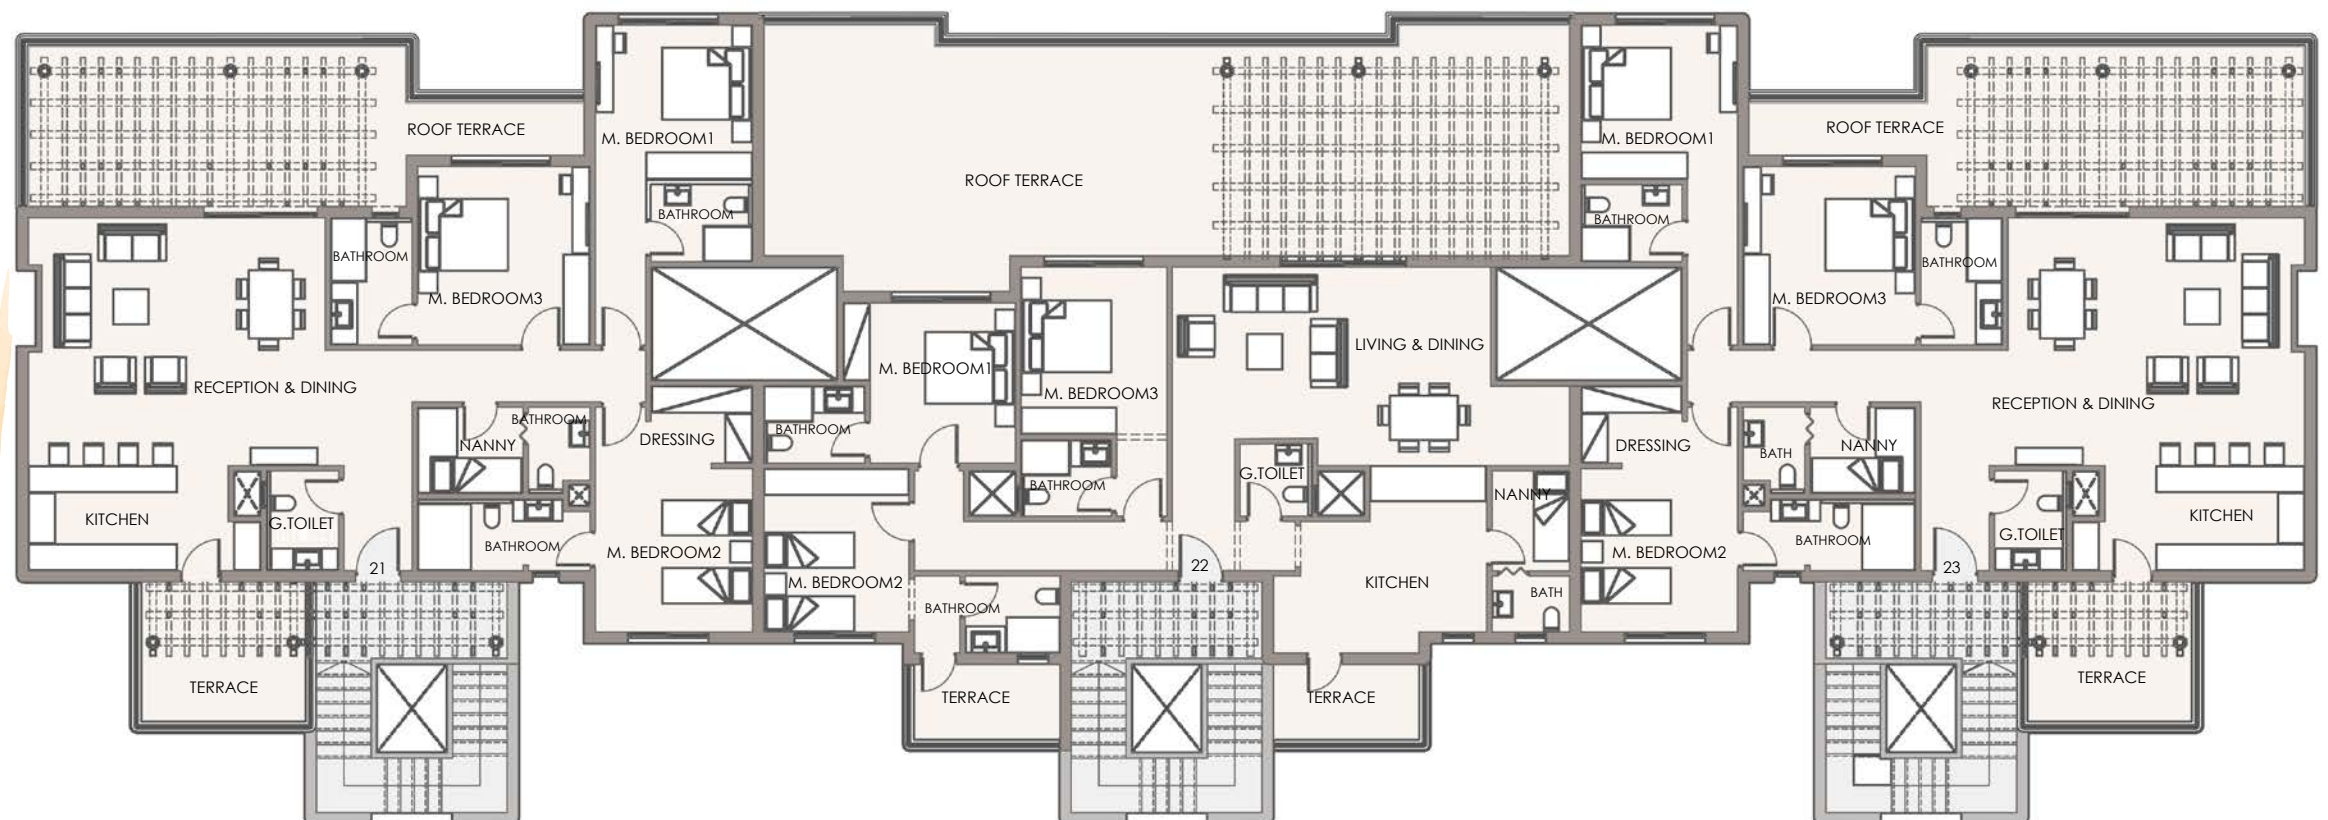 ROOF TERRACE
M. BEDROOM1
BATHROOM
BATHROOM
M. BEDROOM3
RECEPTION & DINING
NANNY
BATHROOM
DRESSING
KITCHEN
G.TOILET
BATHROOM
M. BEDROOM2
21
TERRACE
ROOF TERRACE
M. BEDROOM1
M. BEDROOM3
LIVING & DINING
BATHROOM
BATHROOM
G.TOILET
NANNY
M. BEDROOM2
22
KITCHEN
BATHROOM
BATH
TERRACE
TERRACE
M. BEDROOM1
ROOF TERRACE
BATHROOM
BATHROOM
M. BEDROOM3
RECEPTION & DINING
DRESSING
BATH
NANNY
KITCHEN
G.TOILET
BATHROOM
M. BEDROOM2
23
TERRACE